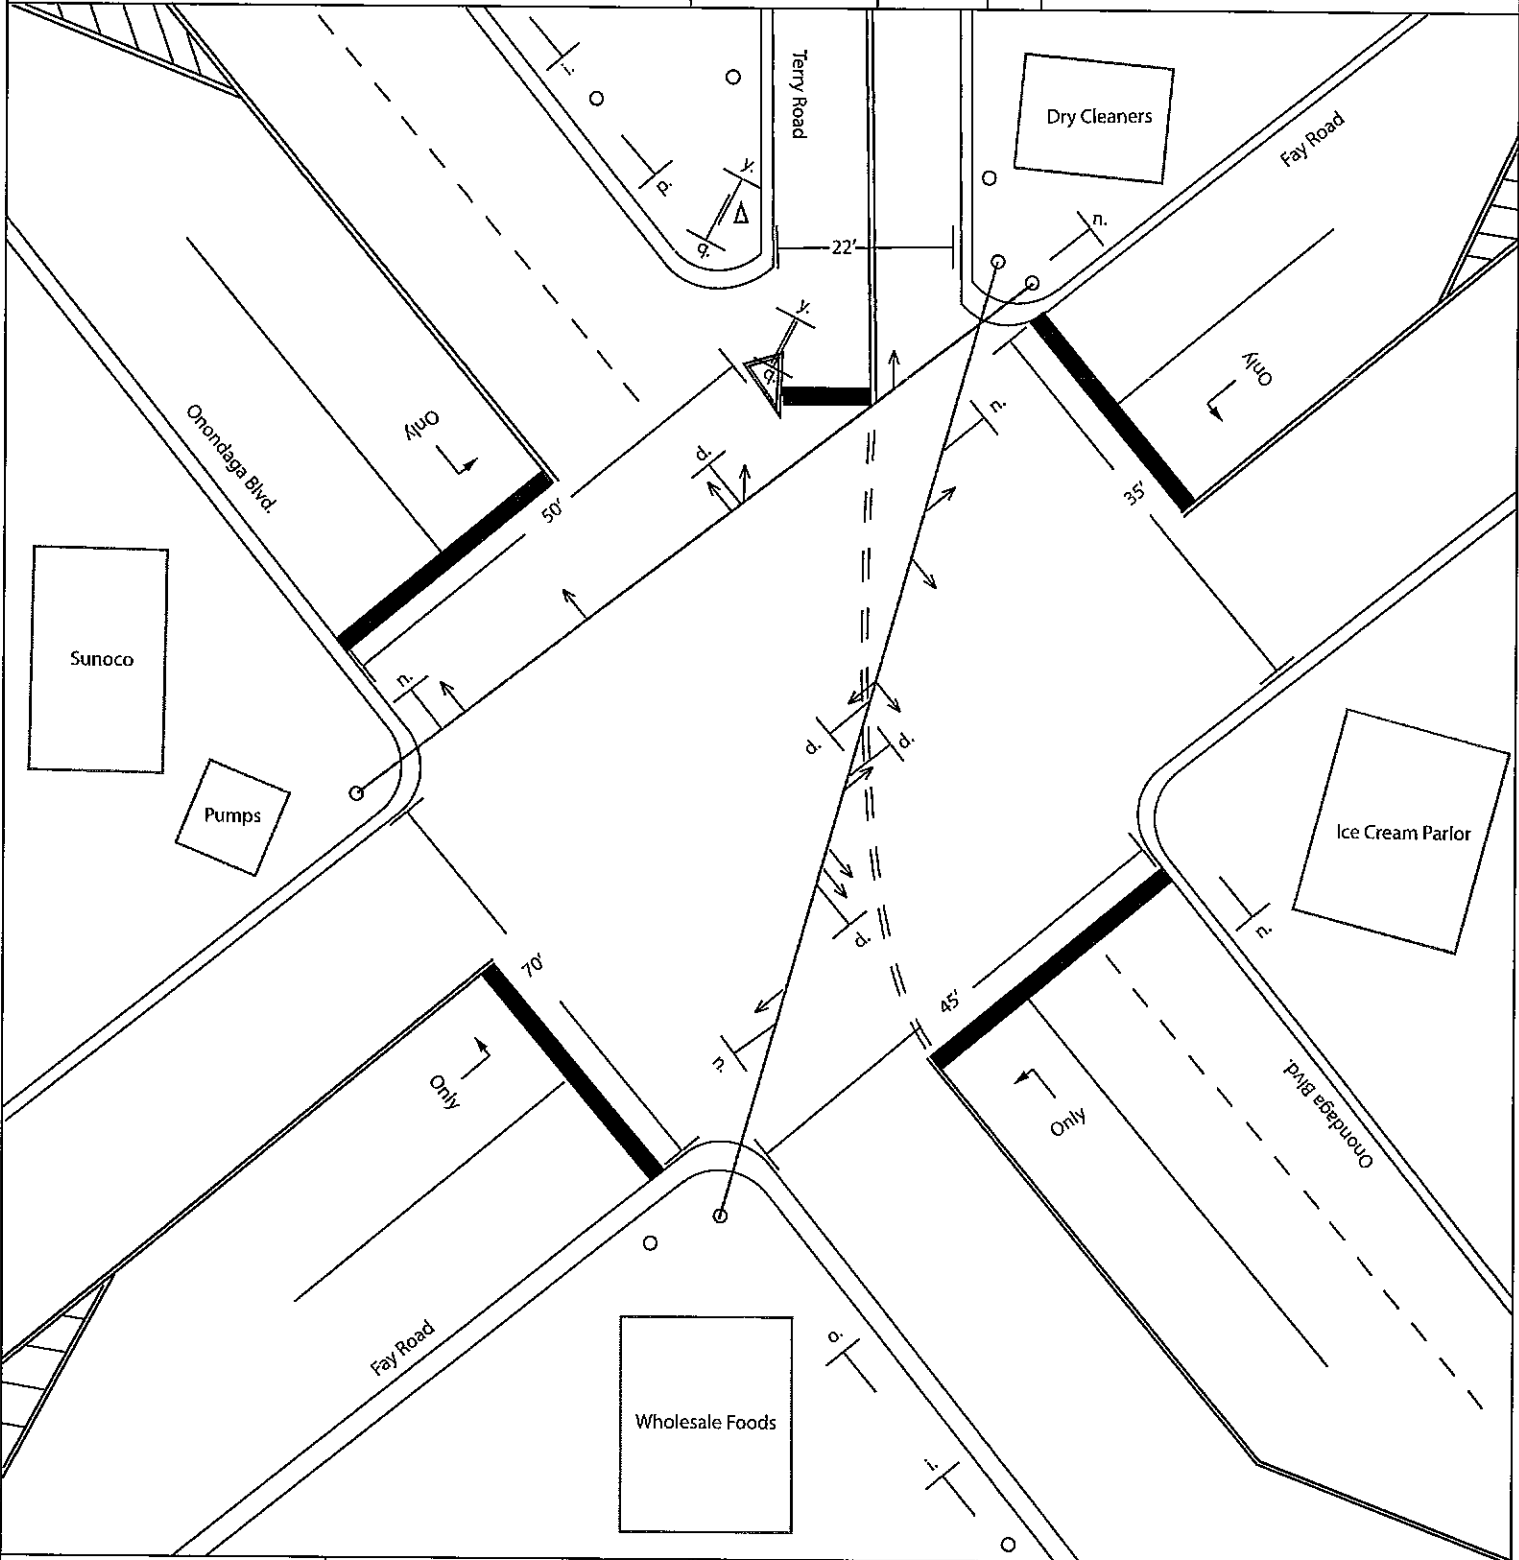 Terry Road
Dry Cleaners
Fay Road
i.
p.
y.
q.
n.
22'
y.
q.
Only
n.
Onondaga Blvd.
Only
d.
50'
35'
Sunoco
n.
d.
d.
Pumps
Ice Cream Parlor
n.
d.
70'
45'
n.
Only
Only
Onondaga Blvd.
Fay Road
o.
Wholesale Foods
i.